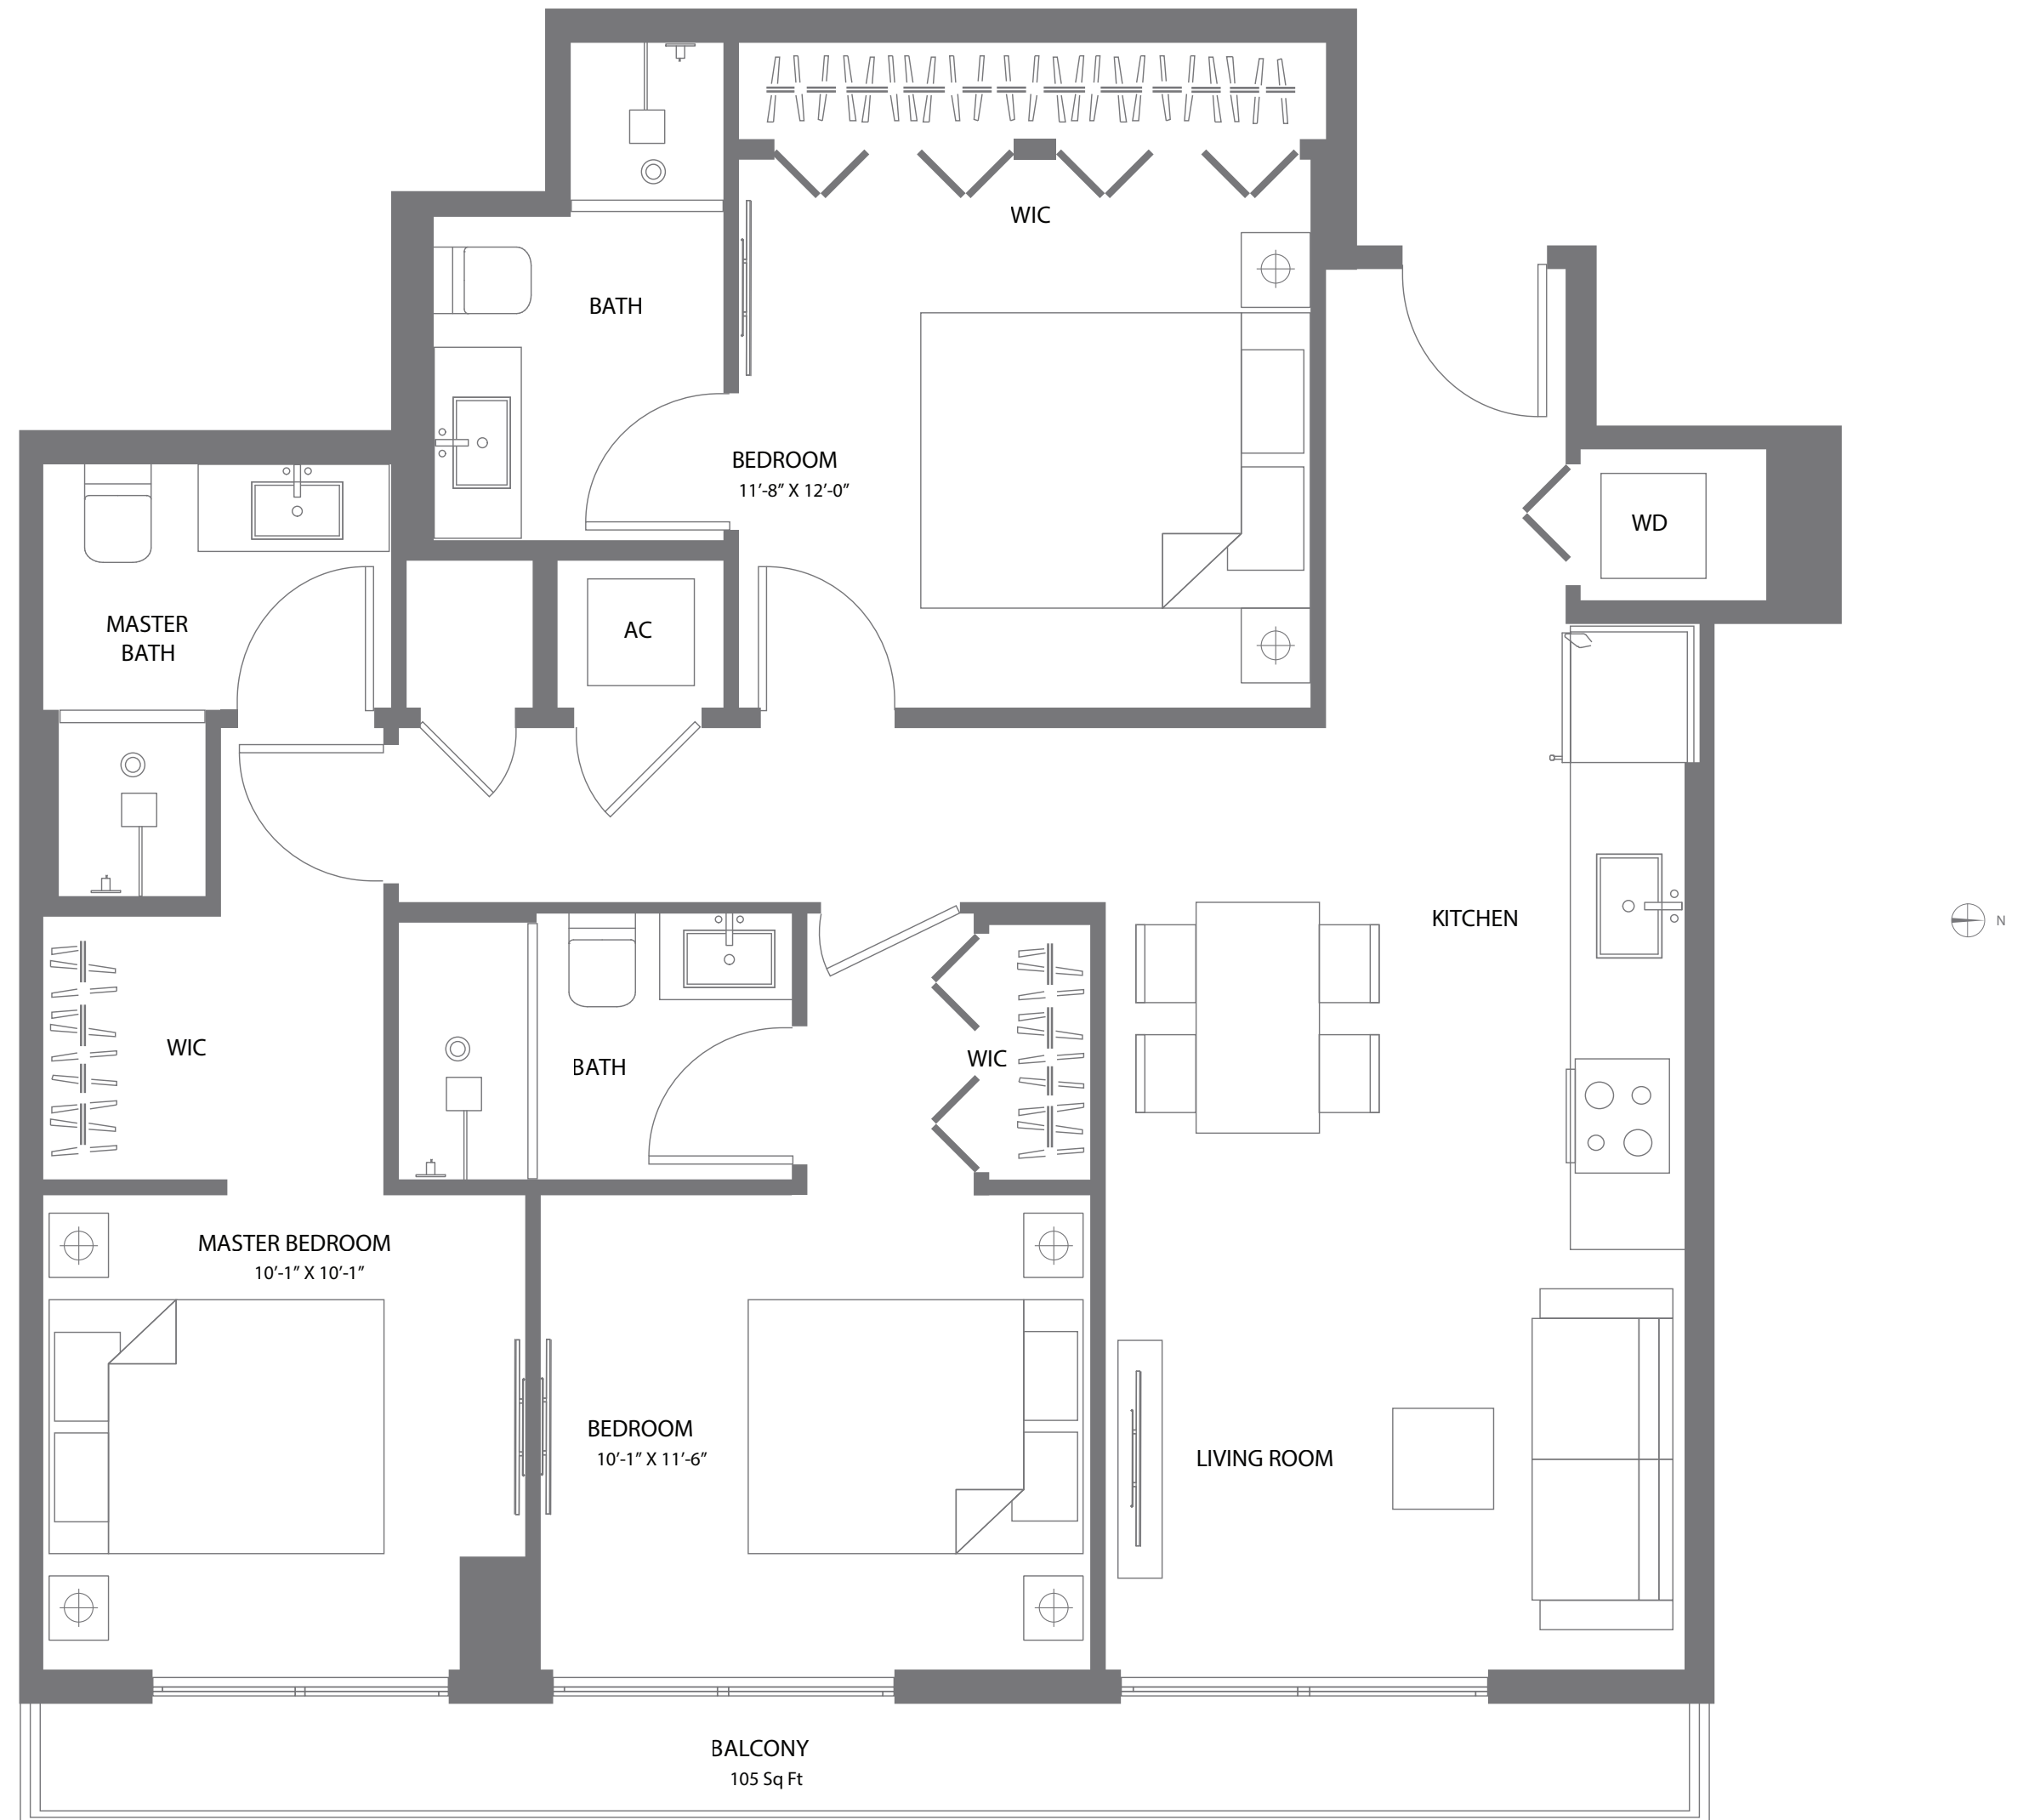 WIC
BATH
BEDROOM
11’-8” X 12’-0”
WD
MASTER
BATH
AC
KITCHEN
N
WIC
BATH
WIC
MASTER BEDROOM
10’-1” X 10’-1”
BEDROOM
10’-1” X 11’-6”
LIVING ROOM
BALCONY
105 Sq Ft